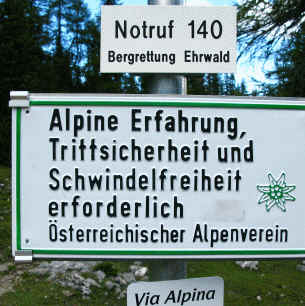 Notruf 140
Bergrettung Ehrwald
Alpine Erfahrung,
Trittsicherheit und
Schwindelfreiheit
erforderlich
Österreichischer Alpenverein
Via Alpina